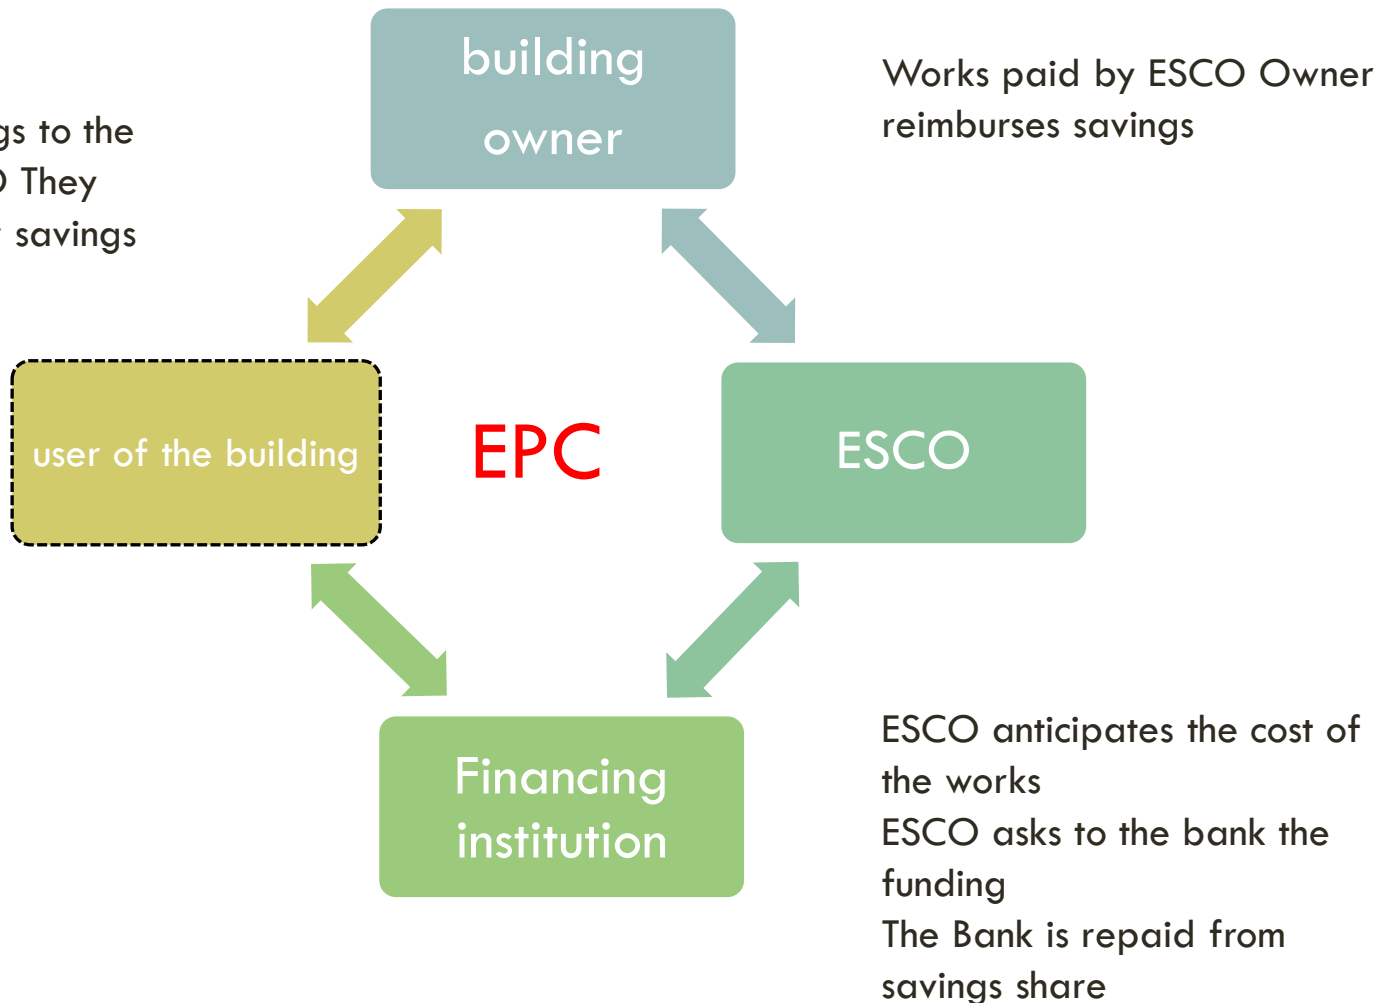 building
owner
Works paid by ESCO Owner
reimburses savings
to the
They
savings
user of the building
EPC
ESCO
Financing
institution
ESCO anticipates the cost of
the works
ESCO asks to the bank the
funding
The Bank is repaid from
savings share